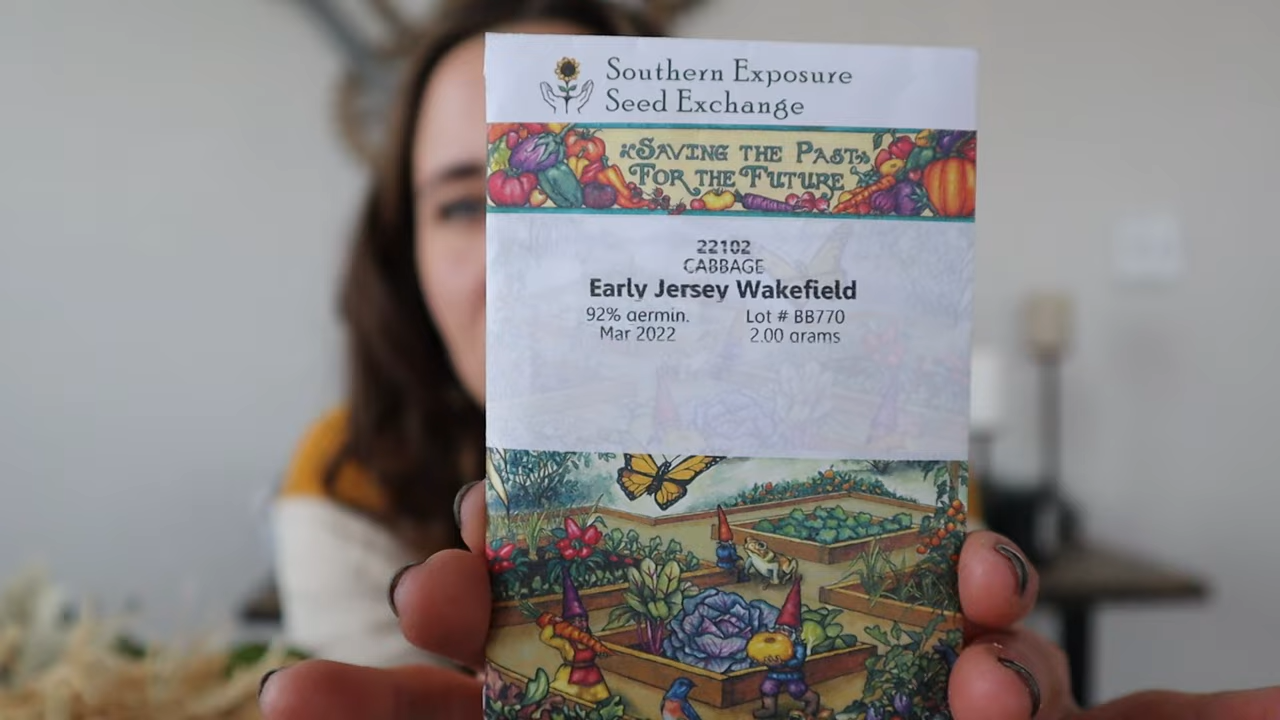 Southern Exposure
Seed Exchange
Saving the Past
For the Future
22102
CABBAGE
Early Jersey Wakefield
92% germin. Lot # BB770
Mar 2022 2.00 grams